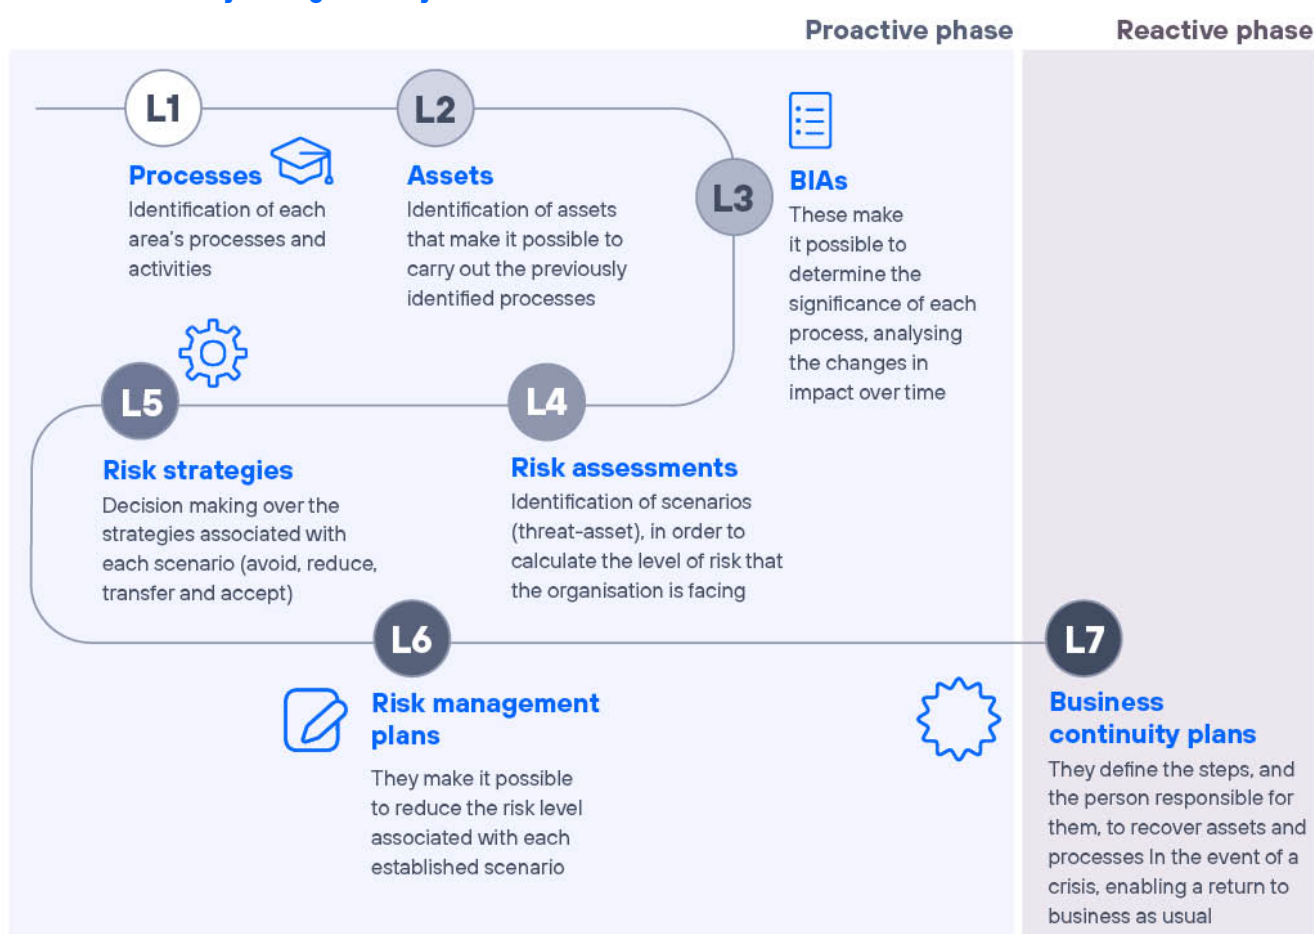 Proactive phase
Reactive phase
L1
Processes
Identification of each
area's processes and
activities
L2
Assets
Identification of assets
that make it possible to
carry out the previously
identified processes
L3
BIAs
These make
it possible to
determine the
significance of each
process, analysing
the changes in
impact over time
L4
Risk assessments
Identification of scenarios
(threat-asset), in order to
calculate the level of risk that
the organisation is facing
L5
Risk strategies
Decision making over the
strategies associated with
each scenario (avoid, reduce,
transfer and accept)
L6
Risk management
plans
They make it possible
to reduce the risk level
associated with each
established scenario
L7
Business
continuity plans
They define the steps, and
the person responsible for
them, to recover assets and
processes In the event of a
crisis, enabling a return to
business as usual